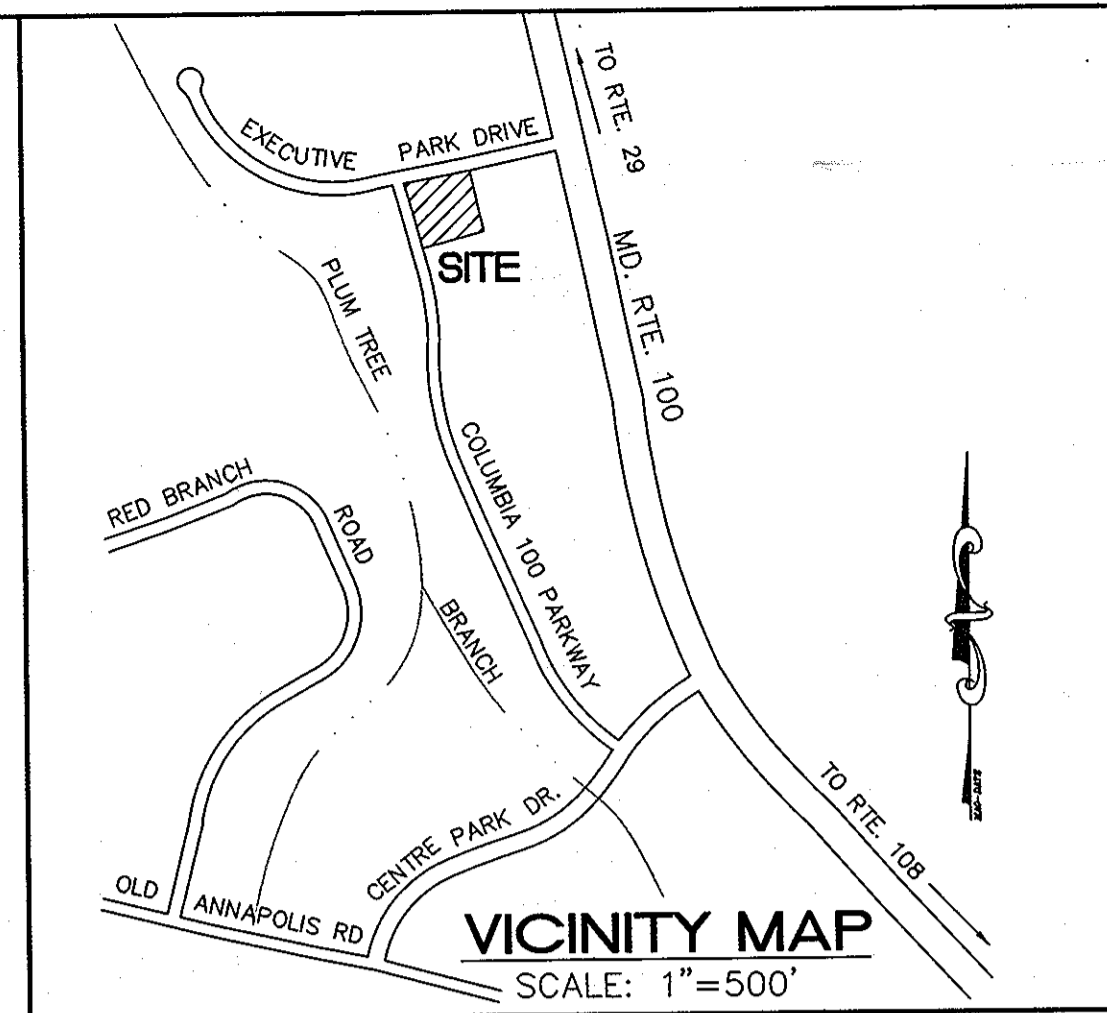 TO RTE. 29
EXECUTIVE PARK DRIVE
SITE
MD. RTE. 100
PLUM TREE
COLUMBIA 100 PARKWAY
RED BRANCH
ROAD
BRANCH
TO RTE. 108
CENTRE PARK DR.
OLD ANNAPOLIS RD
VICINITY MAP
SCALE: 1"=500'